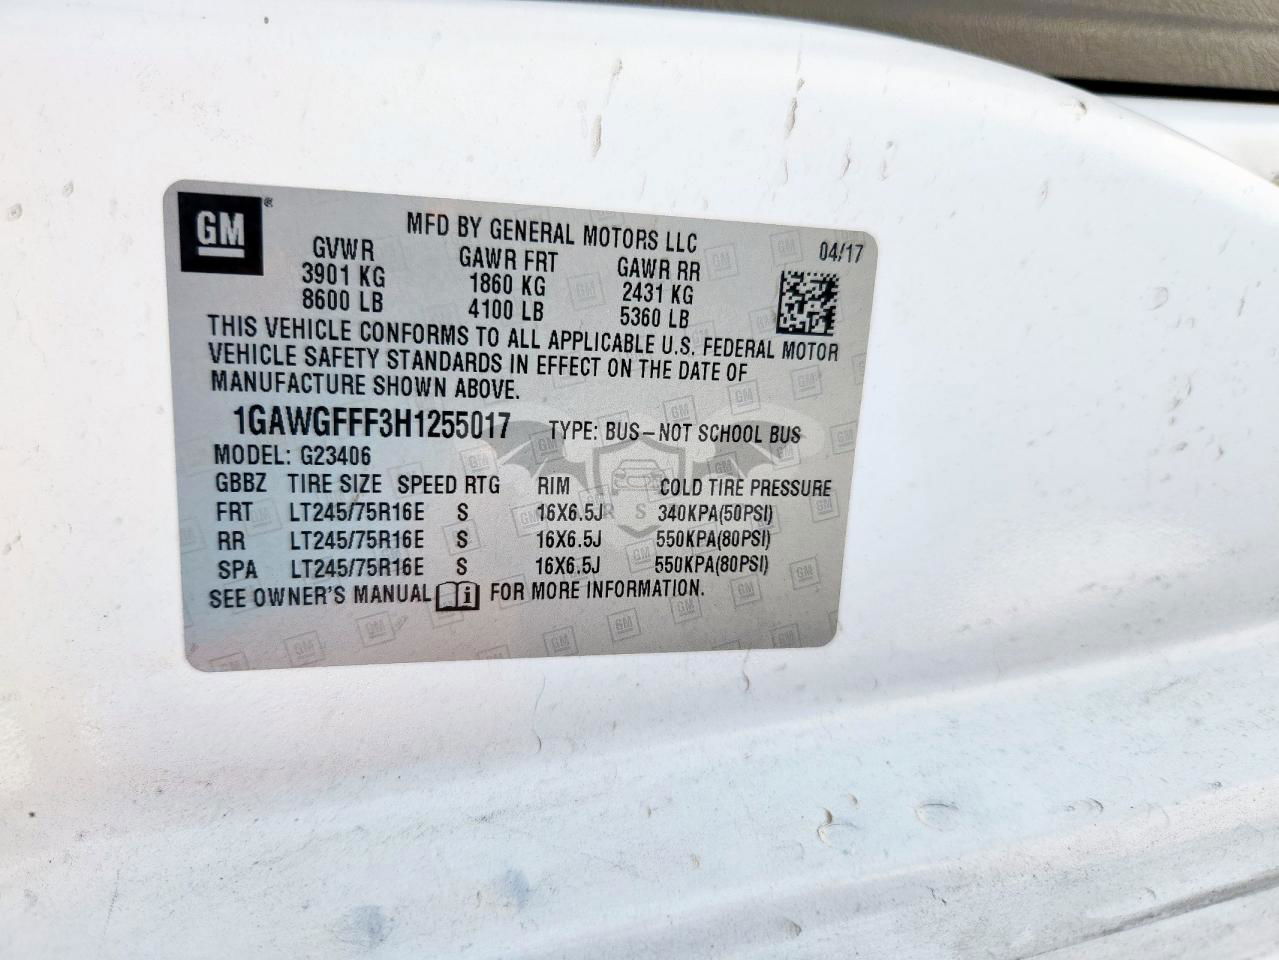 GM®
MFD BY GENERAL MOTORS LLC
04/17
GVWR GAWR FRT GAWR RR
3901 KG 1860 KG 2431 KG
8600 LB 4100 LB 5360 LB
THIS VEHICLE CONFORMS TO ALL APPLICABLE U.S. FEDERAL MOTOR
VEHICLE SAFETY STANDARDS IN EFFECT ON THE DATE OF
MANUFACTURE SHOWN ABOVE.
1GAWGFFF3H1255017 TYPE: BUS-NOT SCHOOL BUS
MODEL: G23406
GBBZ TIRE SIZE SPEED RTG RIM COLD TIRE PRESSURE
FRT LT245/75R16E S 16X6.5J 340KPA(50PSI)
RR LT245/75R16E S 16X6.5J 550KPA(80PSI)
SPA LT245/75R16E S 16X6.5J 550KPA(80PSI)
SEE OWNER'S MANUAL i FOR MORE INFORMATION.